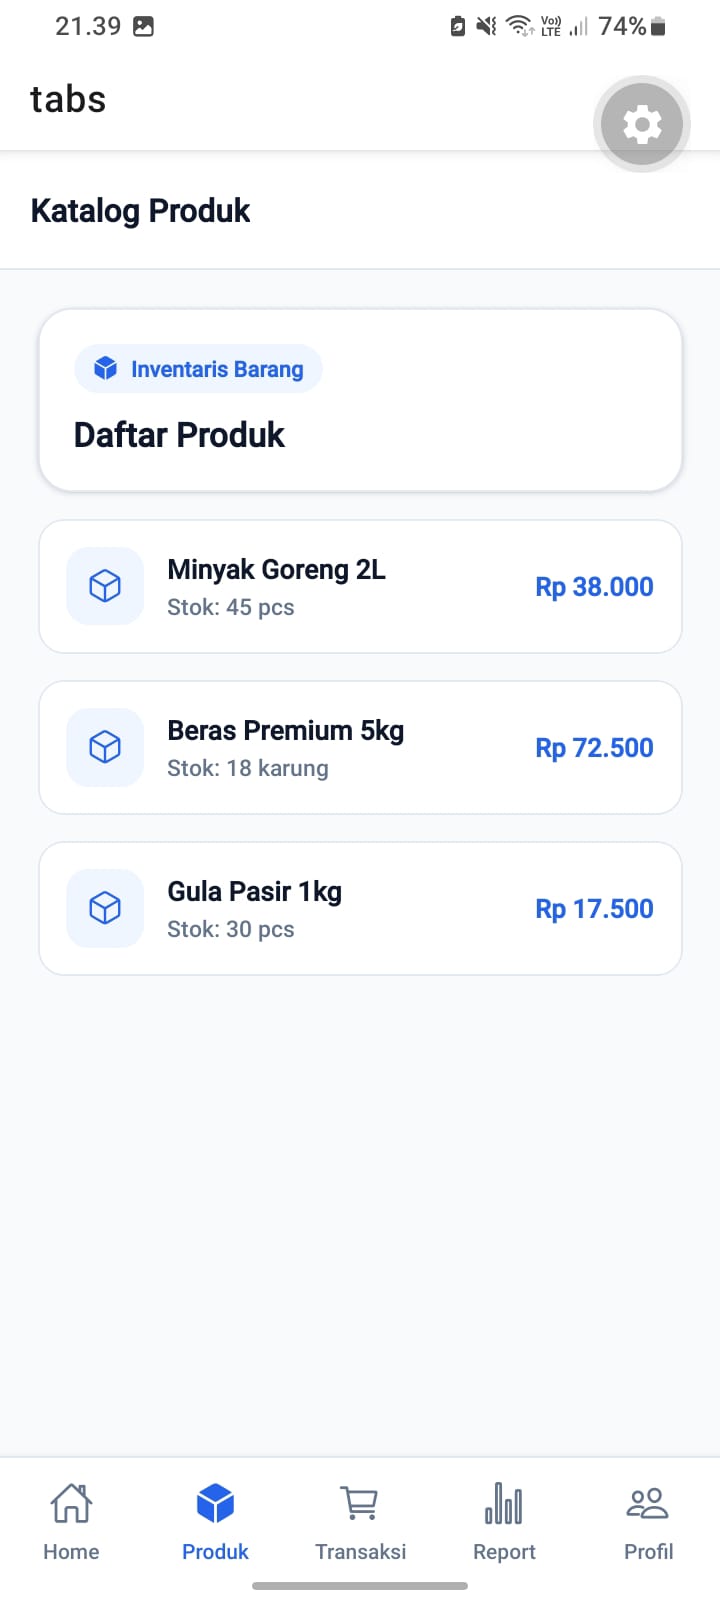 21.39
Vo)) LTE 74%
tabs
Katalog Produk
Inventaris Barang
Daftar Produk
Minyak Goreng 2L
Stok: 45 pcs
Rp 38.000
Beras Premium 5kg
Stok: 18 karung
Rp 72.500
Gula Pasir 1kg
Stok: 30 pcs
Rp 17.500
Home Produk Transaksi Report Profil